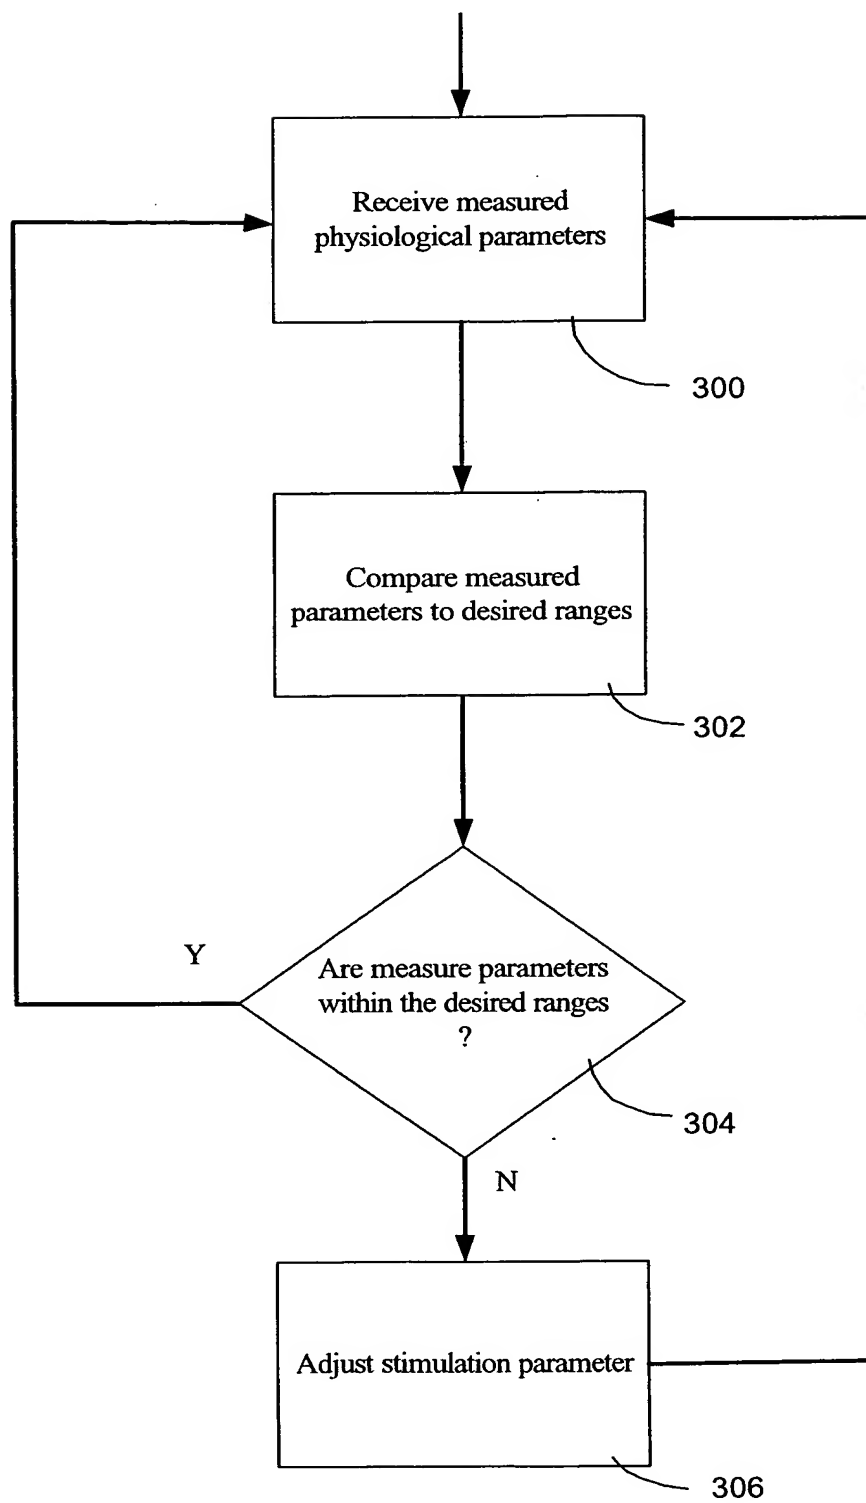 Receive measured
physiological parameters
300
Compare measured
parameters to desired ranges
302
Y
Are measure parameters
within the desired ranges
?
304
N
Adjust stimulation parameter
306